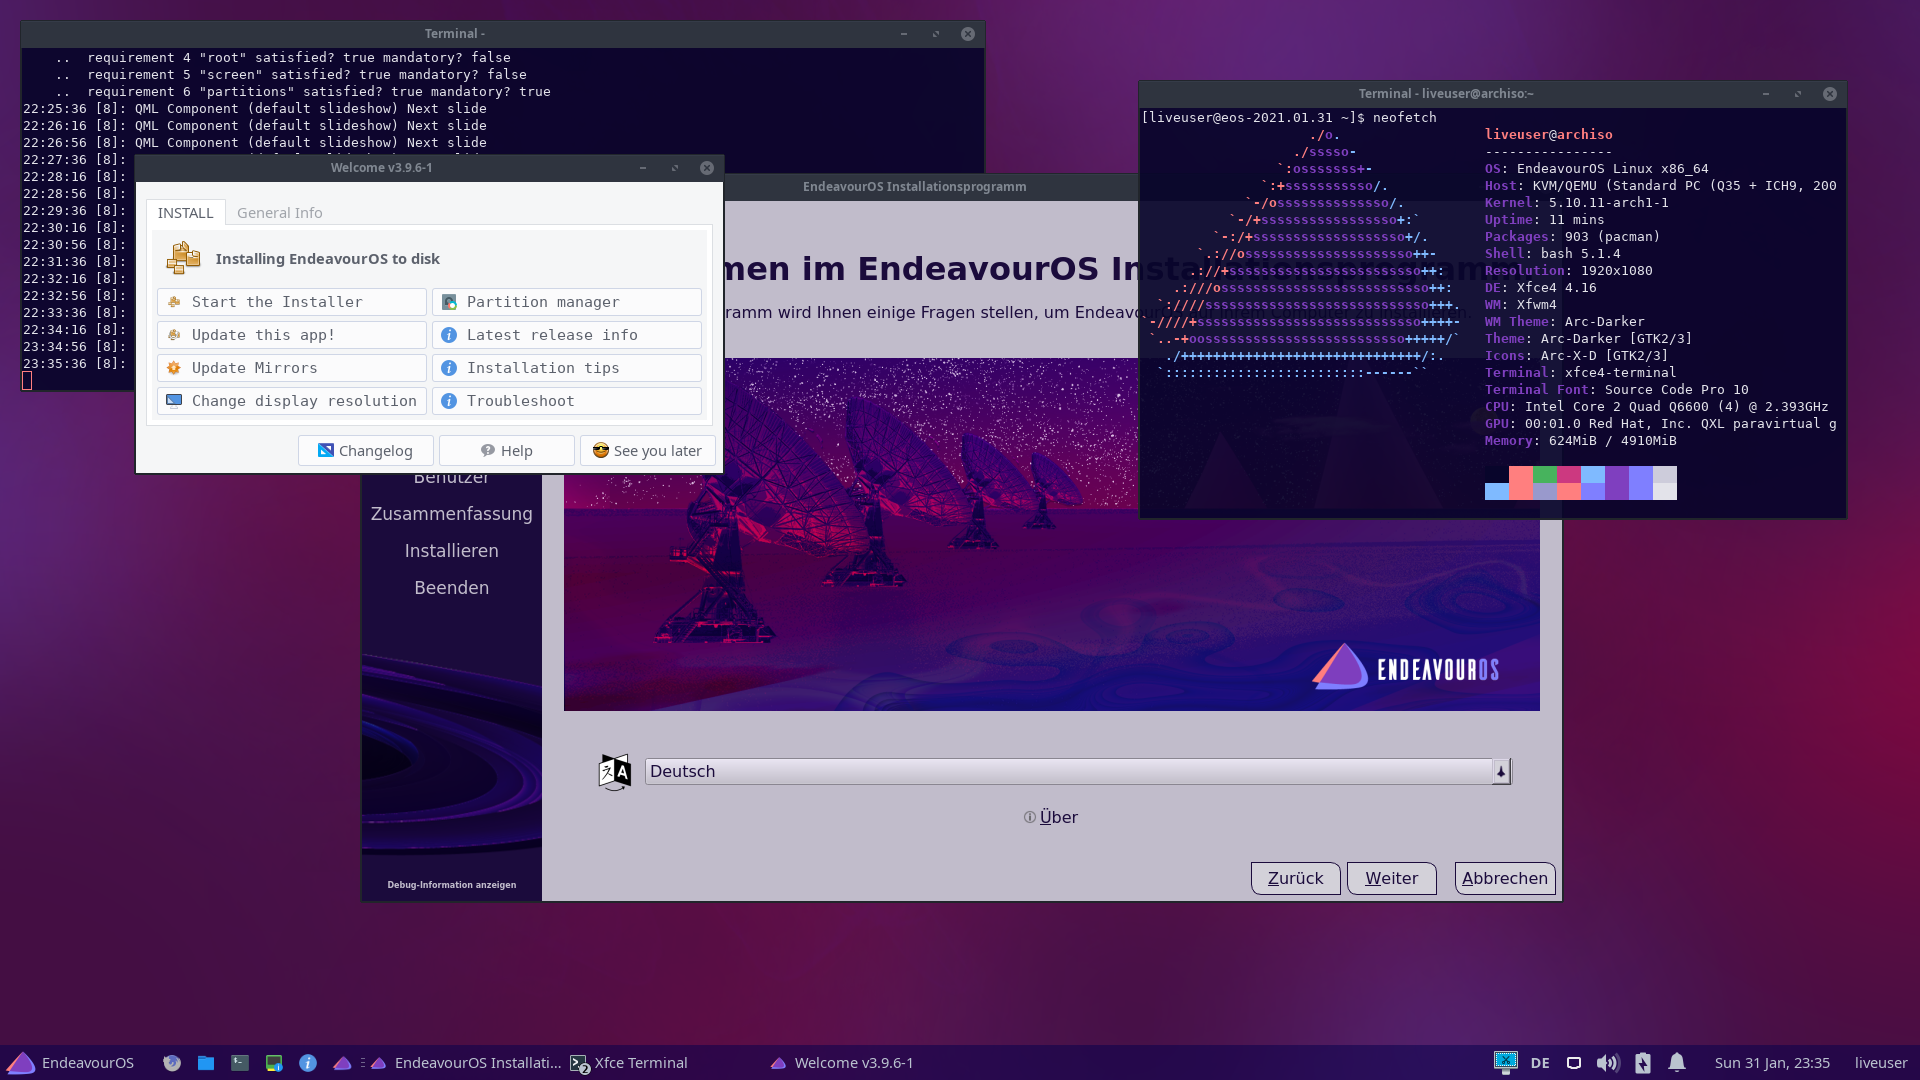 Terminal -
.. requirement 4 "root" satisfied? true mandatory? false
.. requirement 5 "screen" satisfied? true mandatory? false
.. requirement 6 "partitions" satisfied? true mandatory? true
22:25:36 [8]: QML Component (default slideshow) Next slide
22:26:16 [8]: QML Component (default slideshow) Next slide
22:26:56 [8]: QML Component (default slideshow) Next slide
22:27:36 [8]:
22:28:16 [8]:
22:28:56 [8]:
22:29:36 [8]:
22:30:16 [8]:
22:30:56 [8]:
22:31:36 [8]:
22:32:16 [8]:
22:32:56 [8]:
22:33:36 [8]:
22:34:16 [8]:
23:34:56 [8]:
23:35:36 [8]:
Welcome v3.9.6-1
INSTALL
General Info
Installing EndeavourOS to disk
Start the Installer
Partition manager
Update this app!
Latest release info
Update Mirrors
Installation tips
Change display resolution
Troubleshoot
Changelog
Help
See you later
EndeavourOS Installationsprogramm
men im EndeavourOS Installationsprogramm
ramm wird Ihnen einige Fragen stellen, um Endeavou
Benutzer
Zusammenfassung
Installieren
Beenden
Debug-Information anzeigen
ENDEAVOUROS
Deutsch
Über
Zurück
Weiter
Abbrechen
Terminal - liveuser@archiso:~
[liveuser@eos-2021.01.31 ~]$ neofetch
liveuser@archiso
----------------
OS: EndeavourOS Linux x86_64
Host: KVM/QEMU (Standard PC (Q35 + ICH9, 200
Kernel: 5.10.11-arch1-1
Uptime: 11 mins
Packages: 903 (pacman)
Shell: bash 5.1.4
Resolution: 1920x1080
DE: Xfce4 4.16
WM: Xfwm4
WM Theme: Arc-Darker
Theme: Arc-Darker [GTK2/3]
Icons: Arc-X-D [GTK2/3]
Terminal: xfce4-terminal
Terminal Font: Source Code Pro 10
CPU: Intel Core 2 Quad Q6600 (4) @ 2.393GHz
GPU: 00:01.0 Red Hat, Inc. QXL paravirtual g
Memory: 624MiB / 4910MiB
EndeavourOS
EndeavourOS Installati...
2
Xfce Terminal
Welcome v3.9.6-1
DE
Sun 31 Jan, 23:35
liveuser